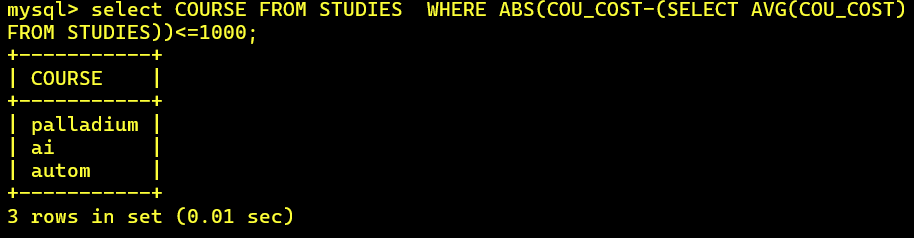 mysql> select COURSE FROM STUDIES  WHERE ABS(COU_COST-(SELECT AVG(COU_COST)
FROM STUDIES))<=1000;
+-----------+
| COURSE    |
+-----------+
| palladium |
| ai        |
| autom     |
+-----------+
3 rows in set (0.01 sec)